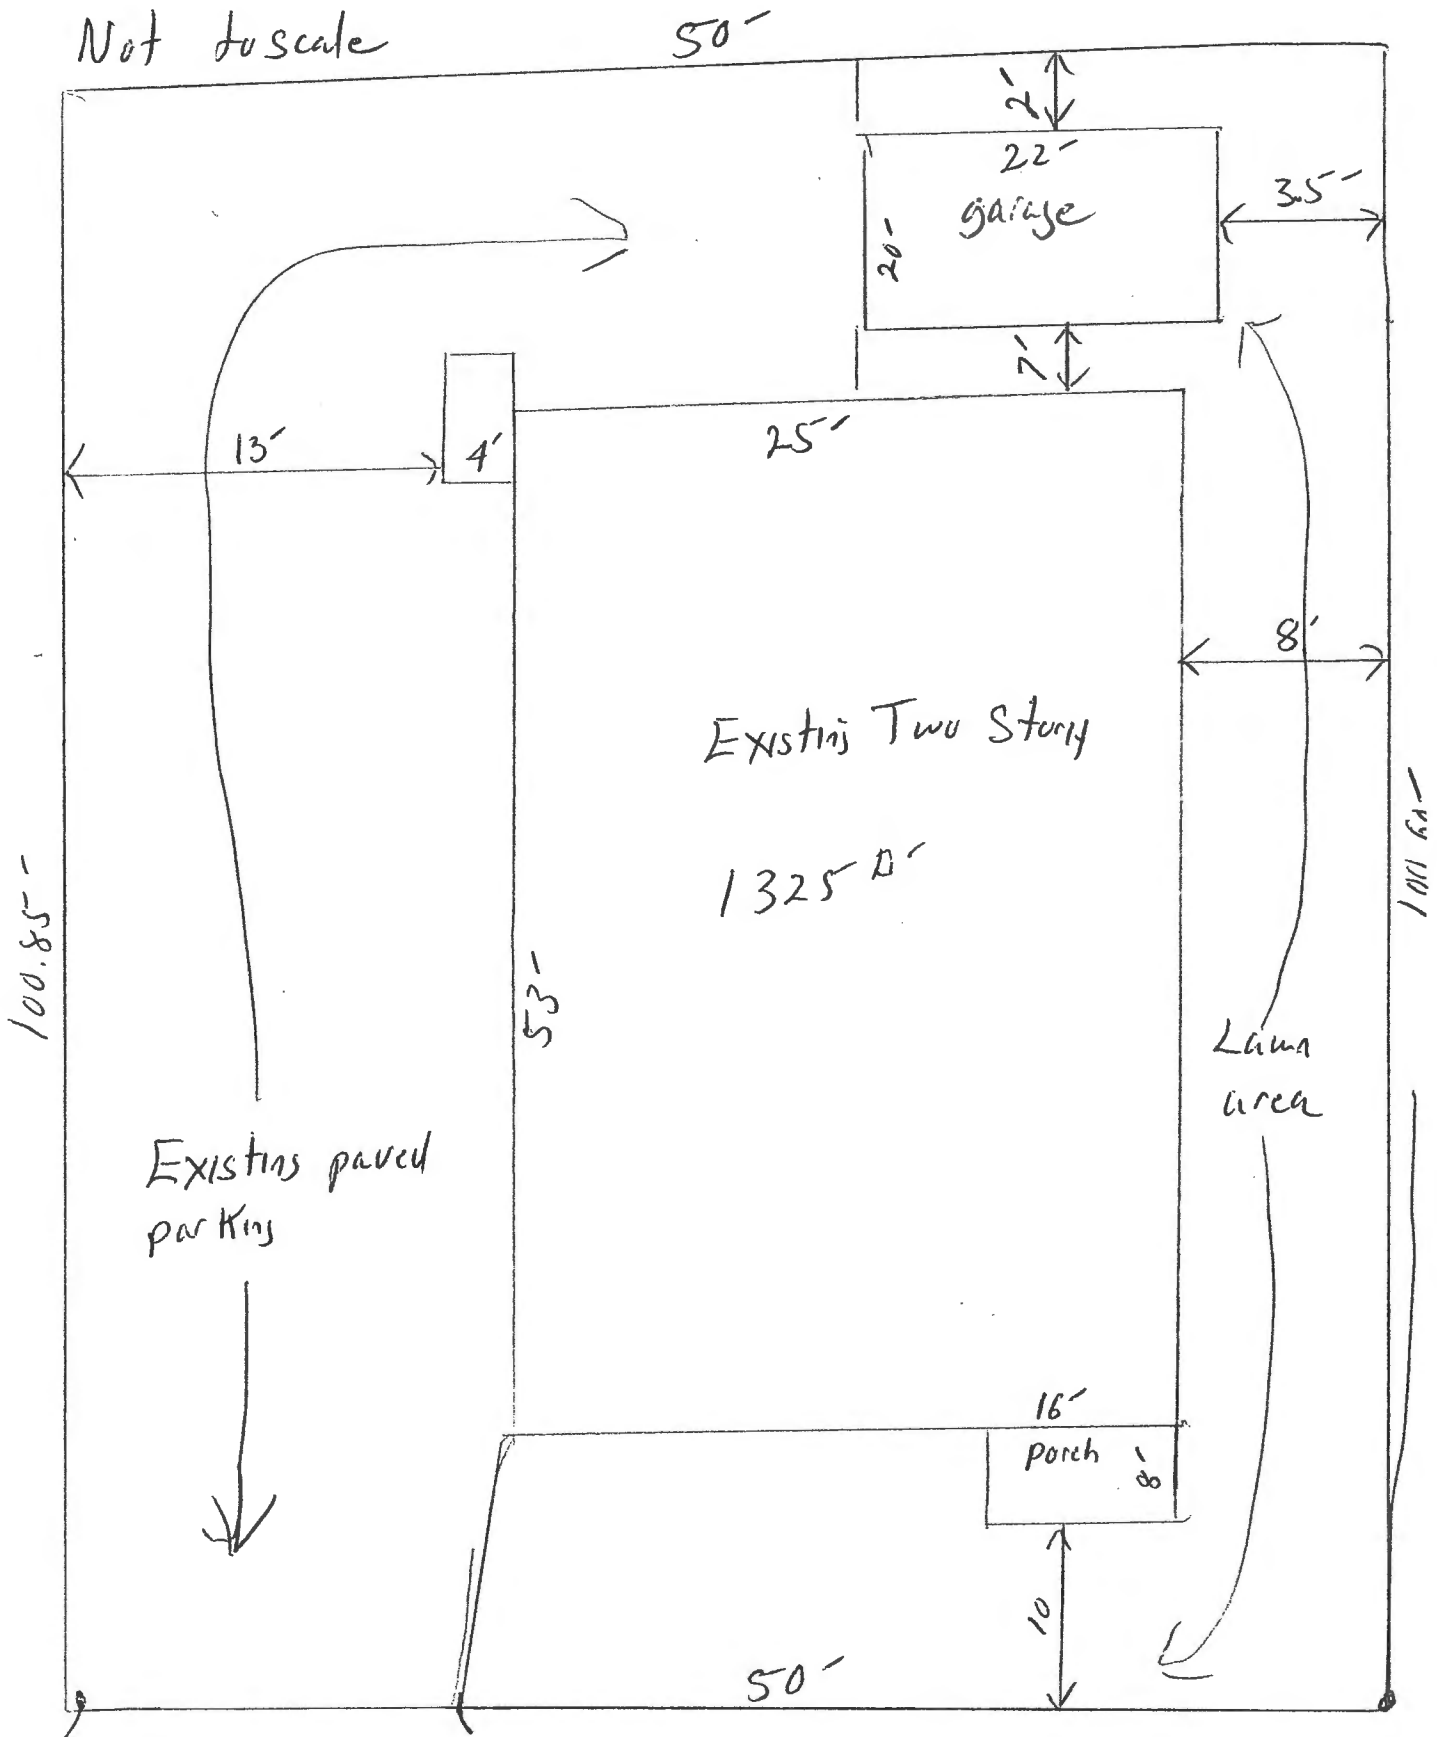 Not to scale
50'
2'
22'
garage
20'
3.5'
7'
13'
4'
25'
8'
Existing Two Story
1325 □'
100.85'
53'
Lawn
area
Existing paved
parking
16'
porch
8'
10
50'